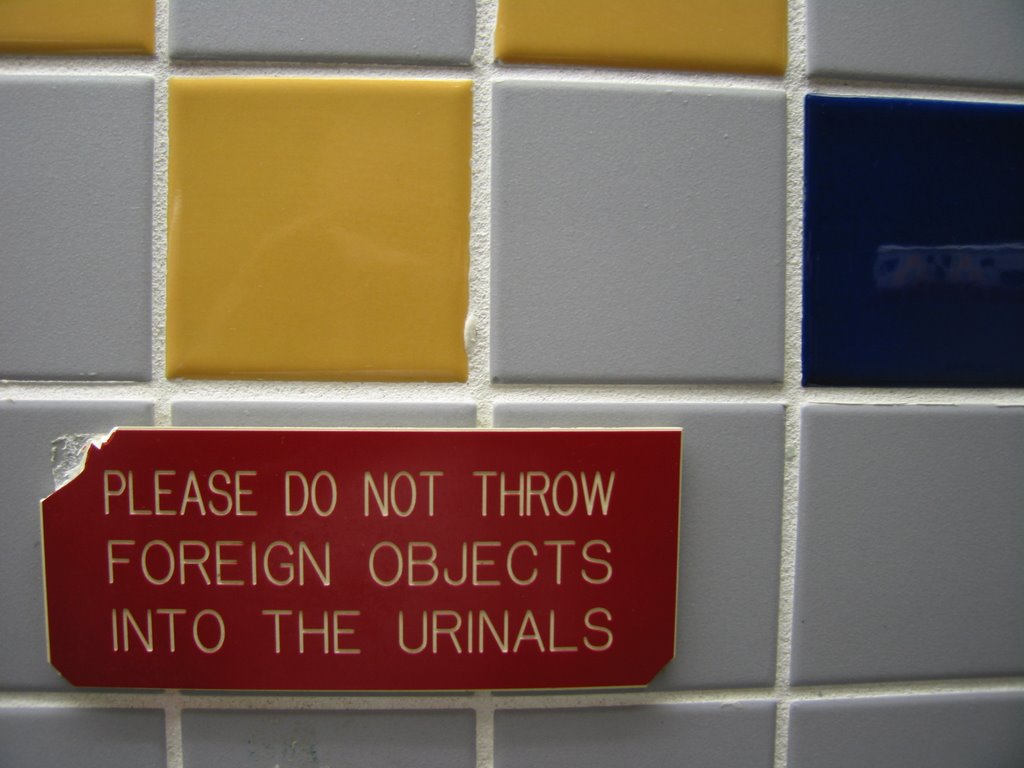 PLEASE DO NOT THROW
FOREIGN OBJECTS
INTO THE URINALS